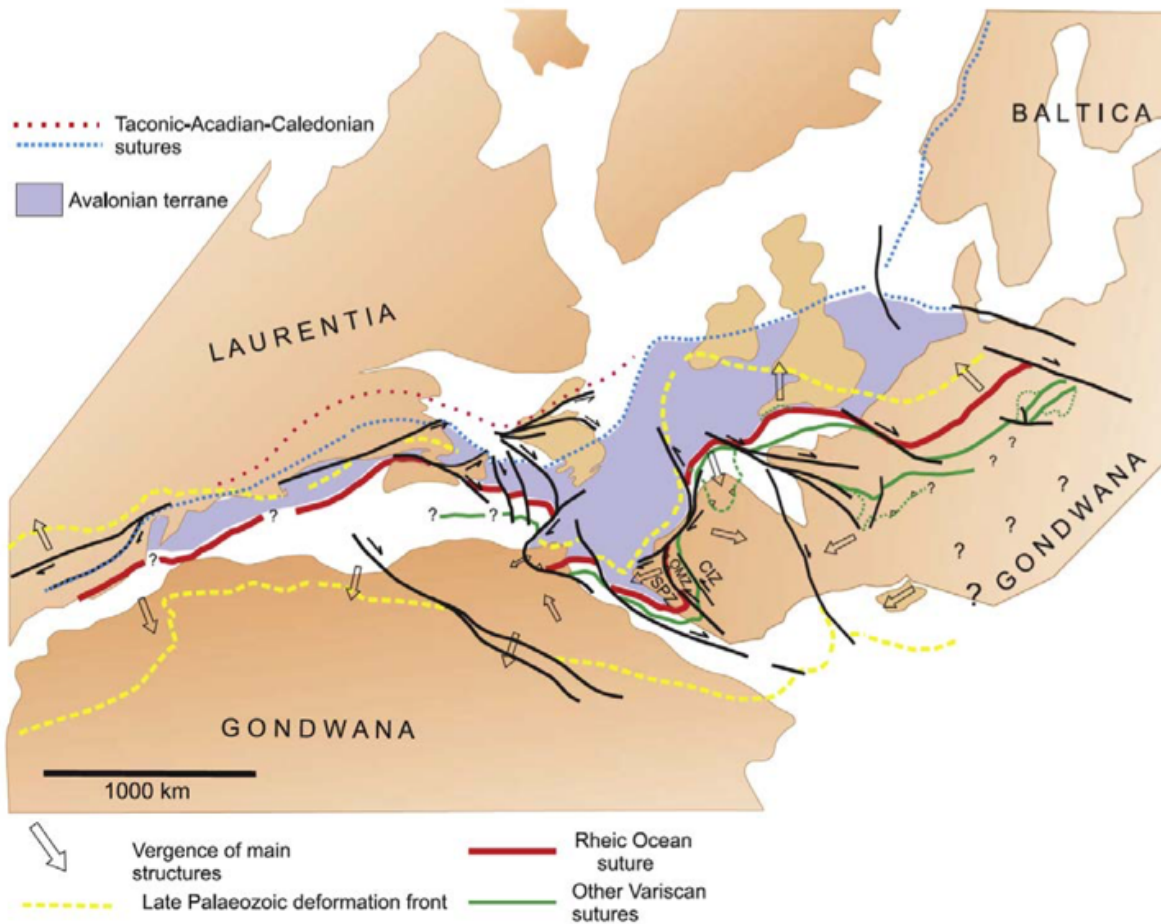 BALTICA
Taconic-Acadian-Caledonian
sutures
Avalonian terrane
LAURENTIA
?
?
?
?
?
?
?
?
?
?
?
?
?
GONDWANA
CIZ
OMZ
SPZ
GONDWANA
1000 km
Vergence of main
structures
Rheic Ocean
suture
Late Palaeozoic deformation front
Other Variscan
sutures